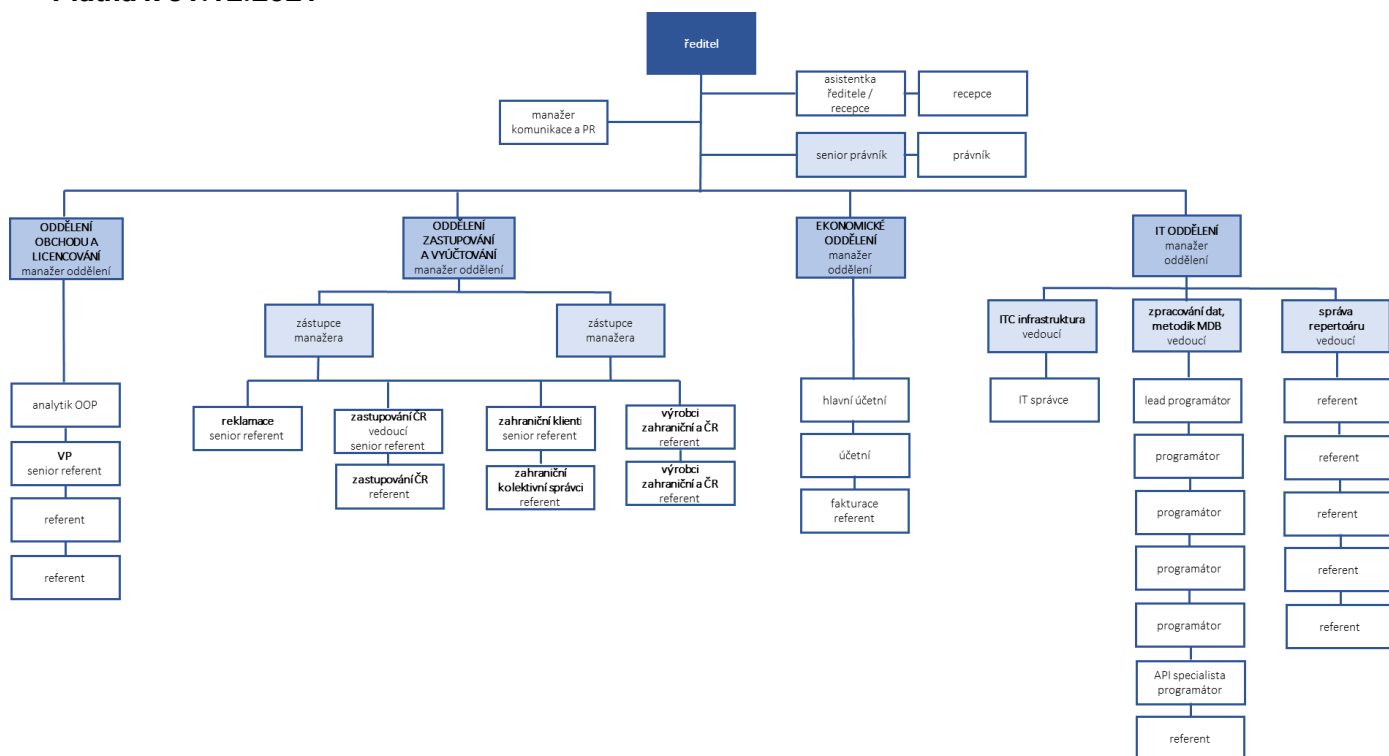 ředitel
asistentka
ředitele /
recepce
recepce
manažer
komunikace a PR
senior právník
právník
ODDĚLENÍ
OBCHODU A
LICENCOVÁNÍ
manažer oddělení
ODDĚLENÍ
ZASTUPOVÁNÍ
A VYÚČTOVÁNÍ
manažer oddělení
EKONOMICKÉ
ODDĚLENÍ
manažer
oddělení
IT ODDĚLENÍ
manažer
oddělení
zástupce
manažera
zástupce
manažera
ITC infrastruktura
vedoucí
zpracování dat,
metodik MDB
vedoucí
správa
repertoáru
vedoucí
analytik OOP
VP
senior referent
referent
referent
reklamace
senior referent
zastupování ČR
vedoucí
senior referent
zastupování ČR
referent
zahraniční klienti
senior referent
zahraniční
kolektivní správci
referent
výrobci
zahraniční a ČR
referent
výrobci
zahraniční a ČR
referent
hlavní účetní
účetní
fakturace
referent
IT správce
lead programátor
programátor
programátor
programátor
programátor
API specialista
programátor
referent
referent
referent
referent
referent
referent